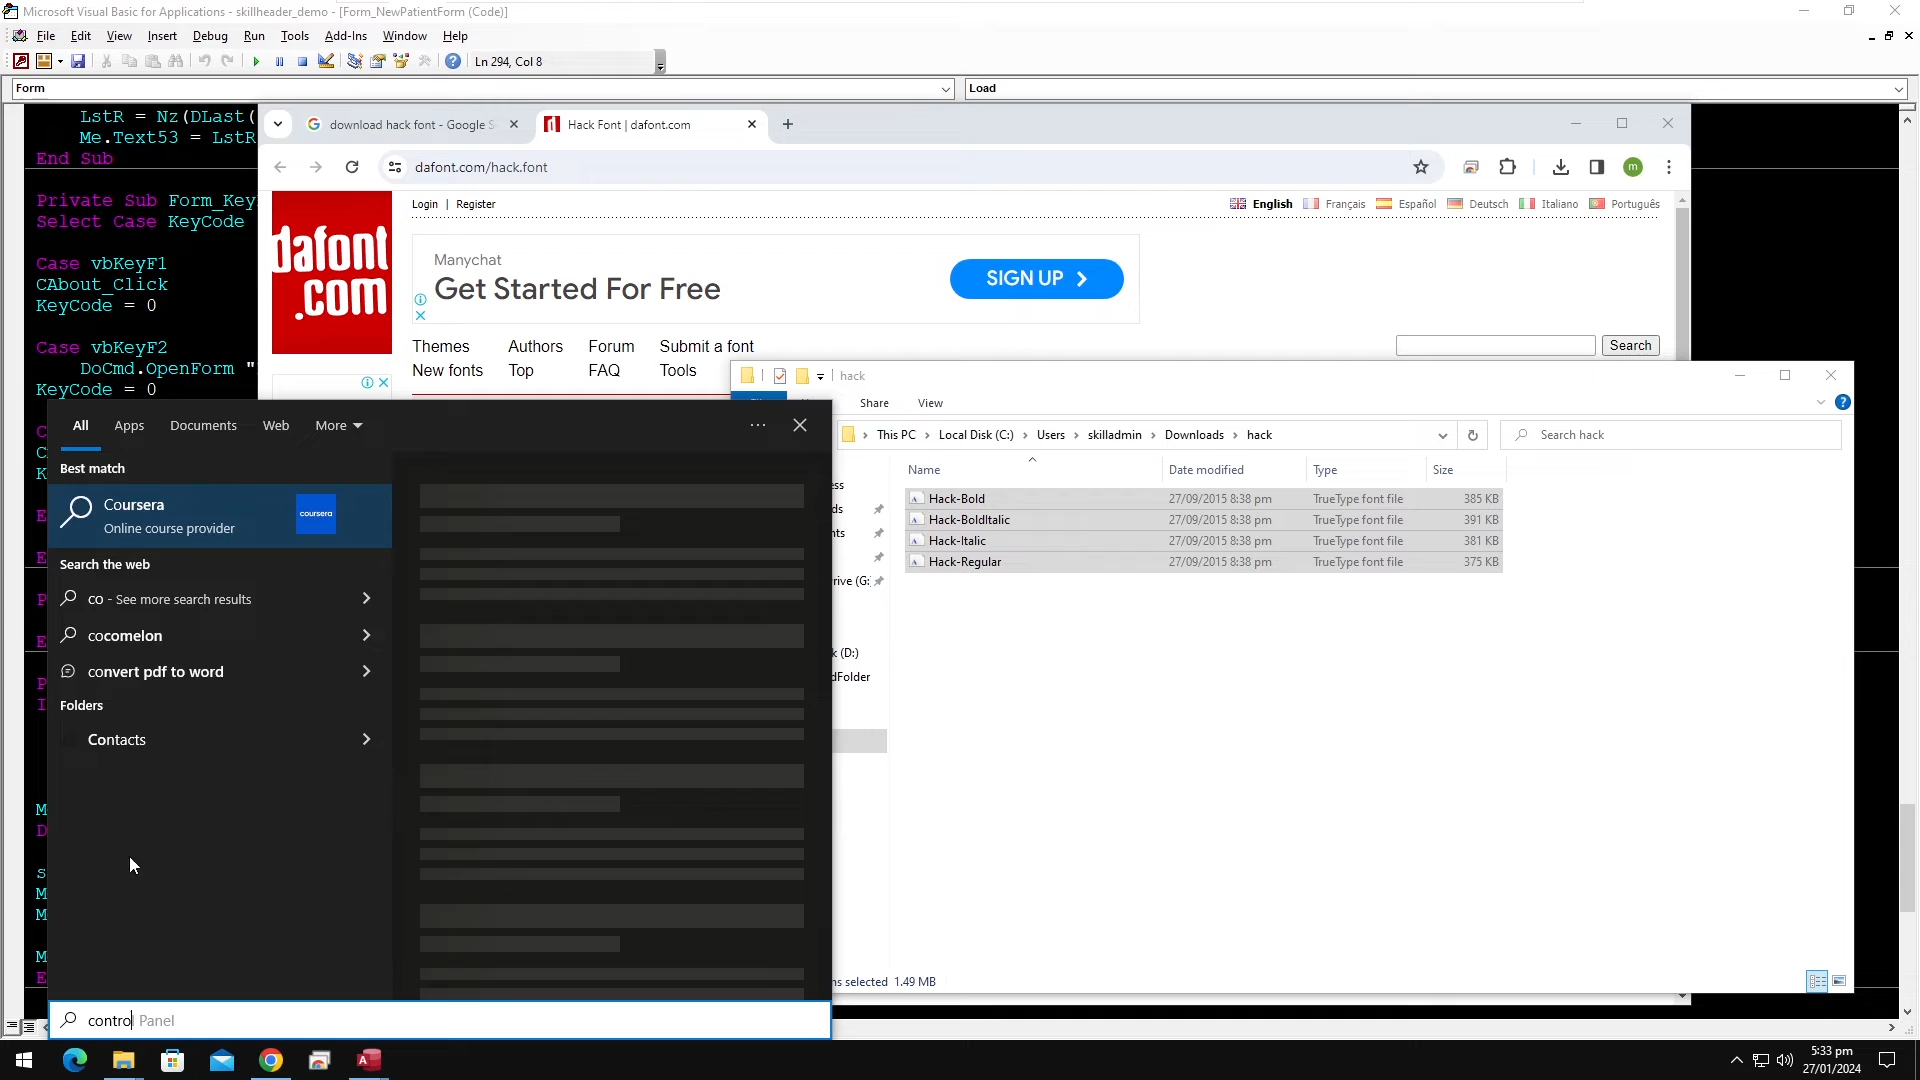 Microsoft Visual Basic for Applications - skillheader_demo - [Form_NewPatientForm (Code)]
File Edit View Insert Debug Run Tools Add-Ins Window Help
Ln 294, Col 8
Form
Load
LstR = Nz(DLast(
Me.Text53 = LstR
End Sub
Private Sub Form_Key
Select Case KeyCode
Case vbKeyF1
CAbout_Click
KeyCode = 0
Case vbKeyF2
DoCmd.OpenForm "
KeyCode = 0
download hack font - Google S
Hack Font | dafont.com
dafont.com/hack.font
m
Login | Register
English Français Español Deutsch Italiano Português
dafont
.com
Manychat
Get Started For Free
SIGN UP
Themes Authors Forum Submit a font
New fonts Top FAQ Tools
Search
hack
Share View
This PC Local Disk (C:) Users skilladmin Downloads hack
Search hack
Name Date modified Type Size
Hack-Bold 27/09/2015 8:38 pm TrueType font file 385 KB
Hack-BoldItalic 27/09/2015 8:38 pm TrueType font file 391 KB
Hack-Italic 27/09/2015 8:38 pm TrueType font file 381 KB
Hack-Regular 27/09/2015 8:38 pm TrueType font file 375 KB
ess
ds
nts
rive (G:
k (D:)
dFolder
ns selected 1.49 MB
All Apps Documents Web More
Best match
Coursera
Online course provider
coursera
Search the web
co - See more search results
cocomelon
convert pdf to word
Folders
Contacts
control Panel
5:33 pm
27/01/2024